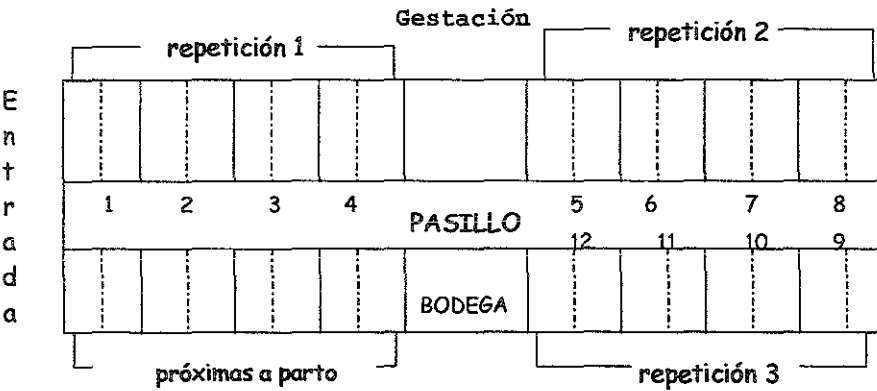 Gestación
repetición 1
repetición 2
Entrada
1 2 3 4 5 6 7 8
PASILLO
12 11 10 9
BODEGA
próximas a parto
repetición 3